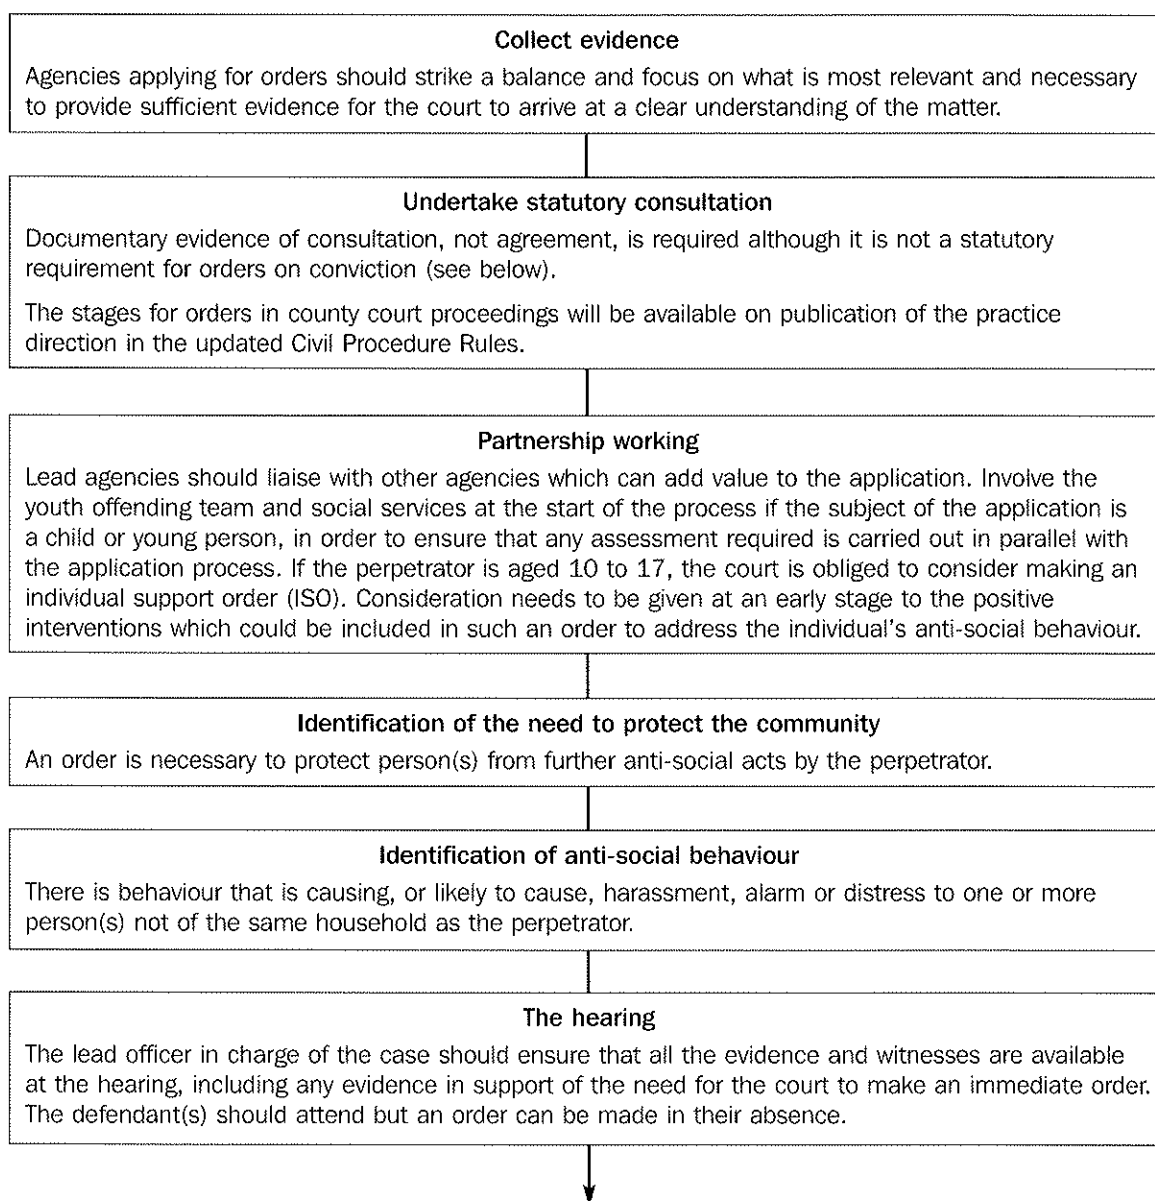 Collect evidence
Agencies applying for orders should strike a balance and focus on what is most relevant and necessary
to provide sufficient evidence for the court to arrive at a clear understanding of the matter.
Undertake statutory consultation
Documentary evidence of consultation, not agreement, is required although it is not a statutory
requirement for orders on conviction (see below).
The stages for orders in county court proceedings will be available on publication of the practice
direction in the updated Civil Procedure Rules.
Partnership working
Lead agencies should liaise with other agencies which can add value to the application. Involve the
youth offending team and social services at the start of the process if the subject of the application is
a child or young person, in order to ensure that any assessment required is carried out in parallel with
the application process. If the perpetrator is aged 10 to 17, the court is obliged to consider making an
individual support order (ISO). Consideration needs to be given at an early stage to the positive
interventions which could be included in such an order to address the individual's anti-social behaviour.
Identification of the need to protect the community
An order is necessary to protect person(s) from further anti-social acts by the perpetrator.
Identification of anti-social behaviour
There is behaviour that is causing, or likely to cause, harassment, alarm or distress to one or more
person(s) not of the same household as the perpetrator.
The hearing
The lead officer in charge of the case should ensure that all the evidence and witnesses are available
at the hearing, including any evidence in support of the need for the court to make an immediate order.
The defendant(s) should attend but an order can be made in their absence.